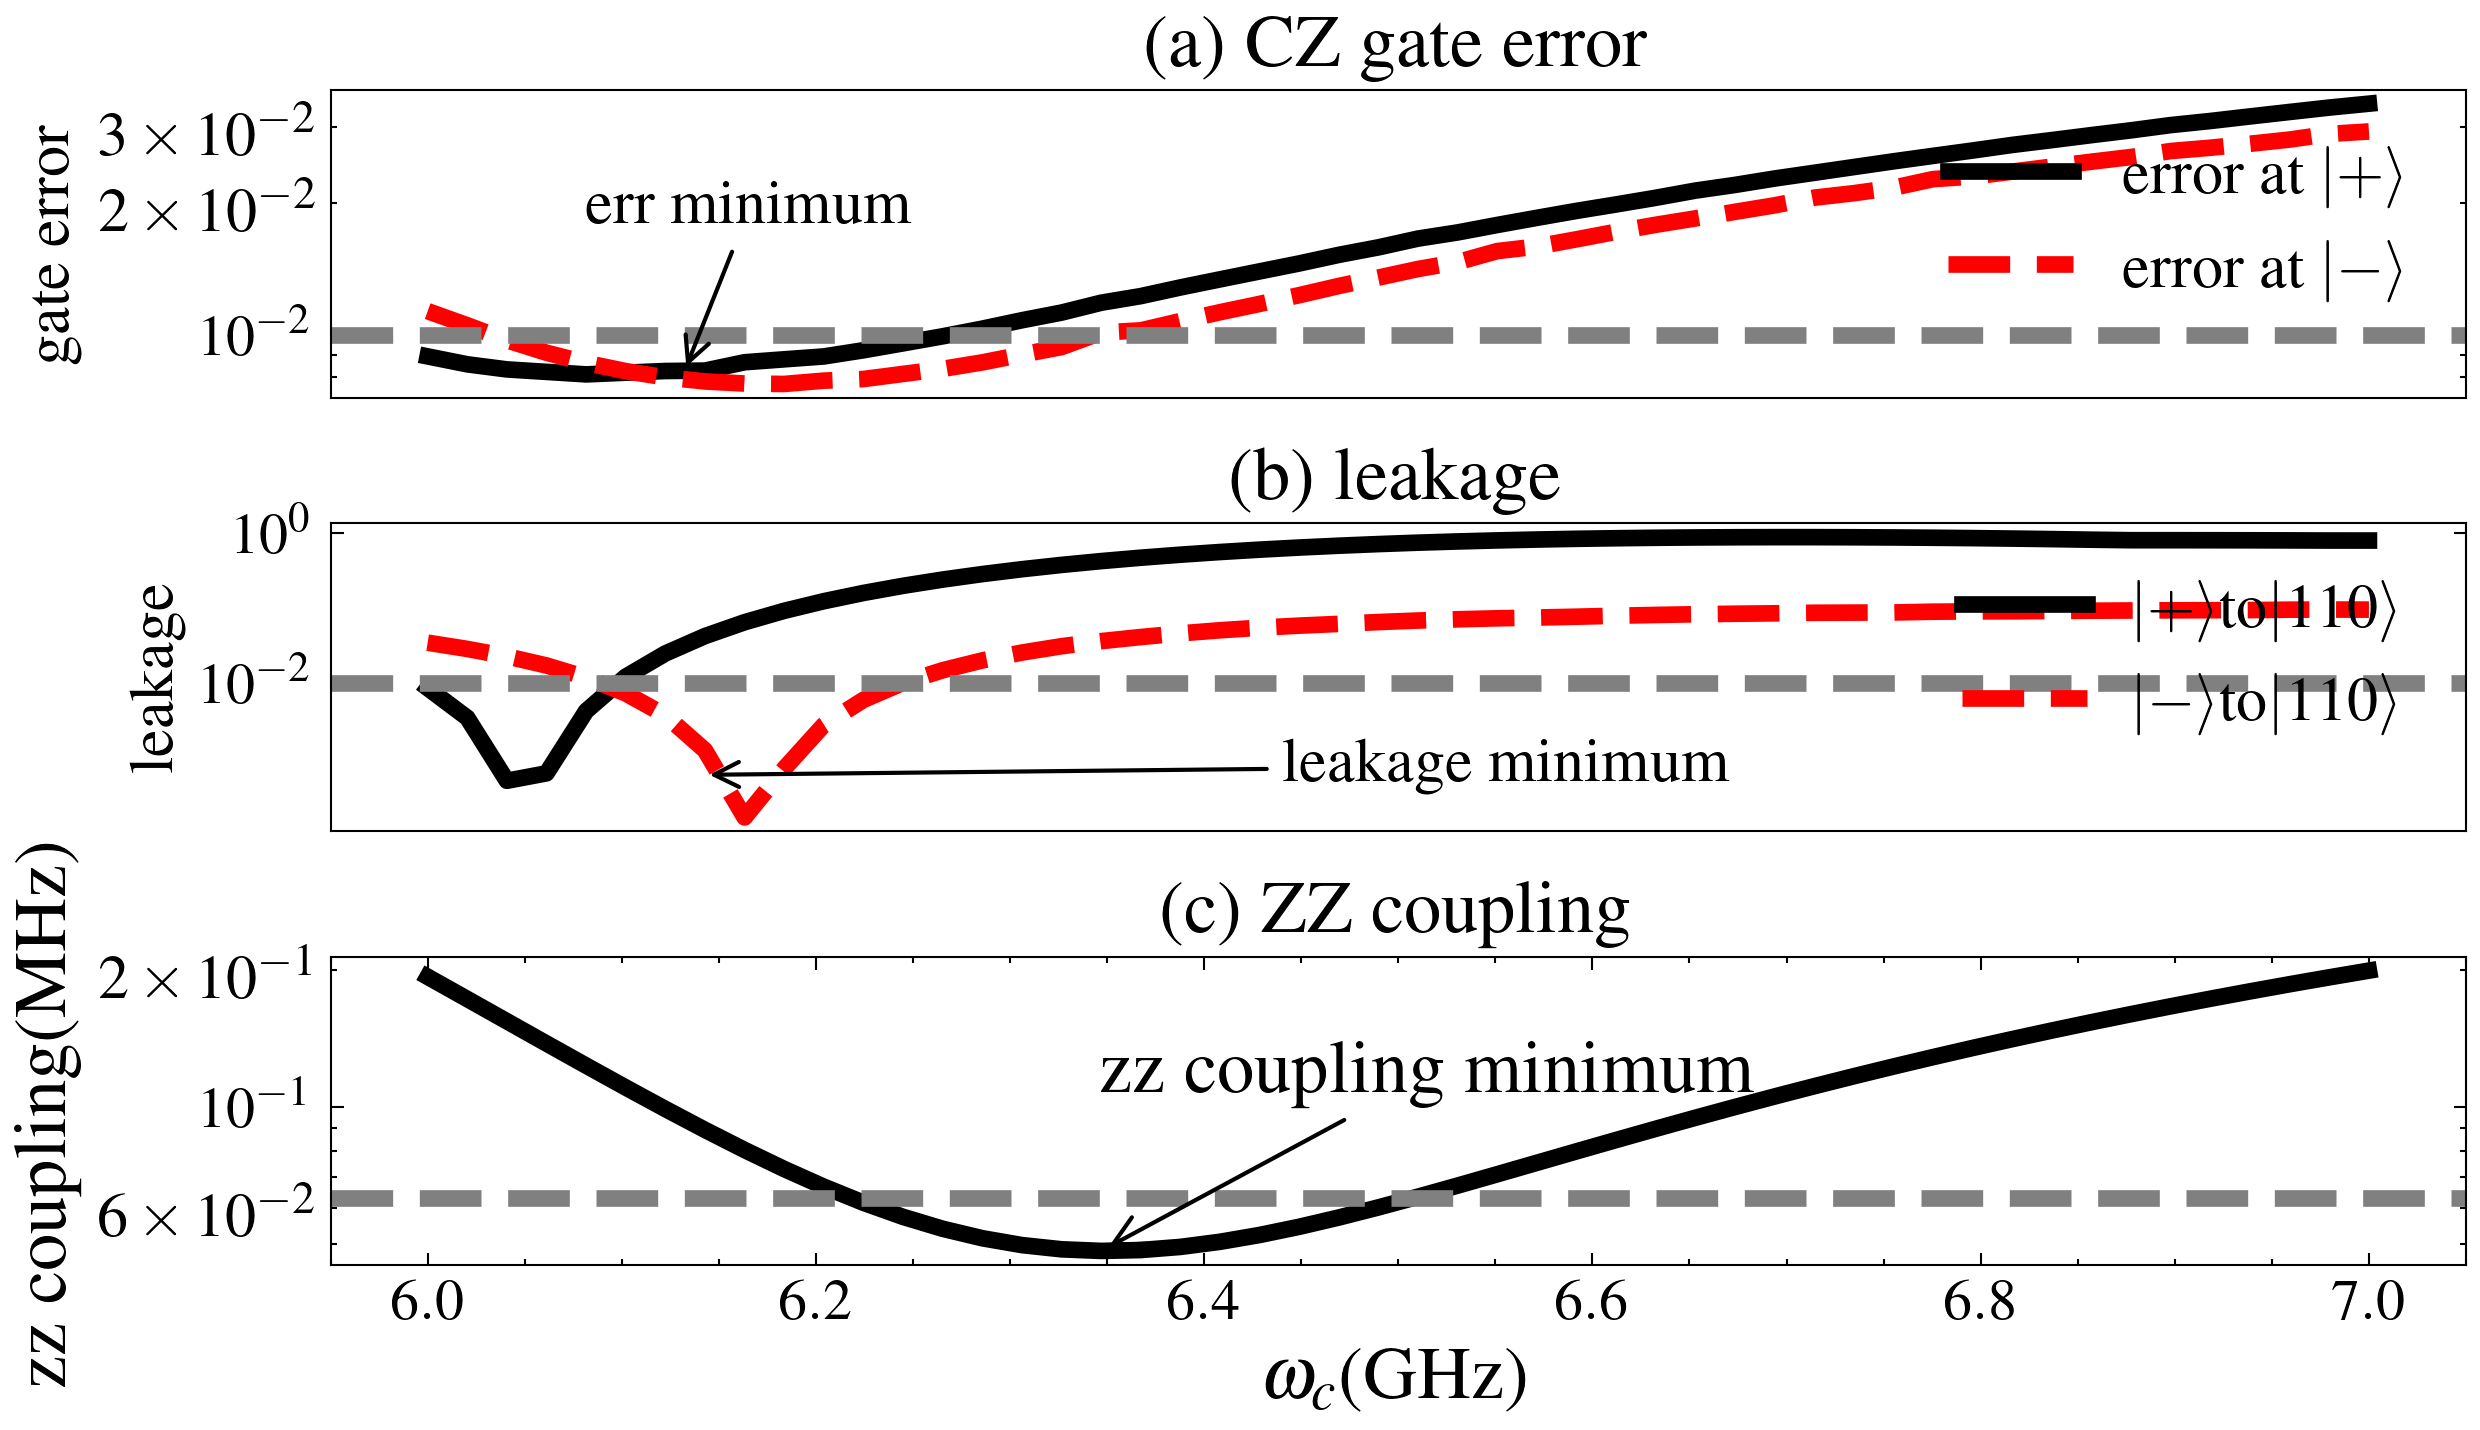 (a) CZ gate error
gate error
3 × 10⁻²
2 × 10⁻²
10⁻²
err minimum
error at |+⟩
error at |−⟩
(b) leakage
leakage
10⁰
10⁻²
|+⟩to|110⟩
|−⟩to|110⟩
leakage minimum
(c) ZZ coupling
zz coupling(MHz)
2 × 10⁻¹
10⁻¹
6 × 10⁻²
zz coupling minimum
6.0 6.2 6.4 6.6 6.8 7.0
ω_c(GHz)